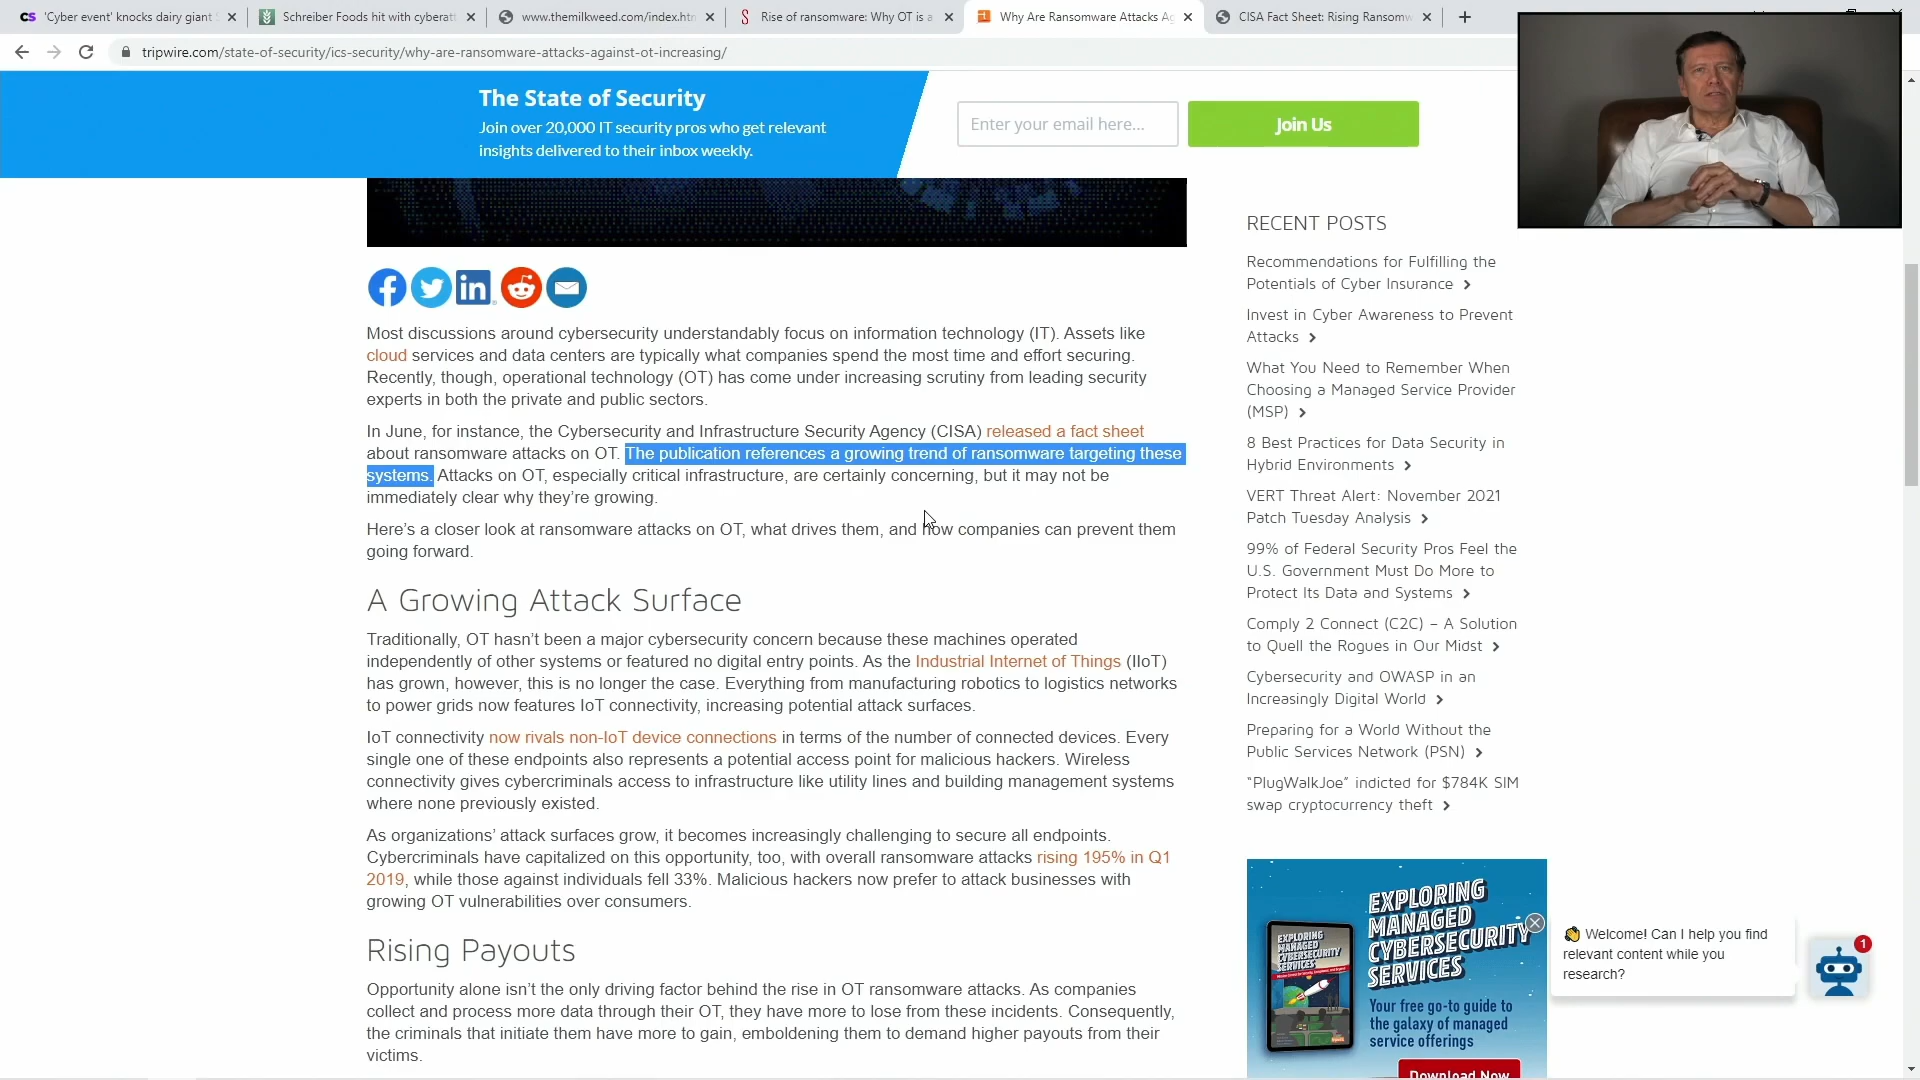 'Cyber event' knocks dairy giant
Schreiber Foods hit with cyberatt
www.themilkweed.com/index.htm
Rise of ransomware: Why OT is a
Why Are Ransomware Attacks Ag
CISA Fact Sheet: Rising Ransomw
tripwire.com/state-of-security/ics-security/why-are-ransomware-attacks-against-ot-increasing/
The State of Security
Join over 20,000 IT security pros who get relevant
insights delivered to their inbox weekly.
Enter your email here...
Join Us
Most discussions around cybersecurity understandably focus on information technology (IT). Assets like
cloud services and data centers are typically what companies spend the most time and effort securing.
Recently, though, operational technology (OT) has come under increasing scrutiny from leading security
experts in both the private and public sectors.
In June, for instance, the Cybersecurity and Infrastructure Security Agency (CISA) released a fact sheet
about ransomware attacks on OT. The publication references a growing trend of ransomware targeting these
systems. Attacks on OT, especially critical infrastructure, are certainly concerning, but it may not be
immediately clear why they're growing.
Here's a closer look at ransomware attacks on OT, what drives them, and how companies can prevent them
going forward.
A Growing Attack Surface
Traditionally, OT hasn't been a major cybersecurity concern because these machines operated
independently of other systems or featured no digital entry points. As the Industrial Internet of Things (IIoT)
has grown, however, this is no longer the case. Everything from manufacturing robotics to logistics networks
to power grids now features IoT connectivity, increasing potential attack surfaces.
IoT connectivity now rivals non-IoT device connections in terms of the number of connected devices. Every
single one of these endpoints also represents a potential access point for malicious hackers. Wireless
connectivity gives cybercriminals access to infrastructure like utility lines and building management systems
where none previously existed.
As organizations' attack surfaces grow, it becomes increasingly challenging to secure all endpoints.
Cybercriminals have capitalized on this opportunity, too, with overall ransomware attacks rising 195% in Q1
2019, while those against individuals fell 33%. Malicious hackers now prefer to attack businesses with
growing OT vulnerabilities over consumers.
Rising Payouts
Opportunity alone isn't the only driving factor behind the rise in OT ransomware attacks. As companies
collect and process more data through their OT, they have more to lose from these incidents. Consequently,
the criminals that initiate them have more to gain, emboldening them to demand higher payouts from their
victims.
RECENT POSTS
Recommendations for Fulfilling the
Potentials of Cyber Insurance
Invest in Cyber Awareness to Prevent
Attacks
What You Need to Remember When
Choosing a Managed Service Provider
(MSP)
8 Best Practices for Data Security in
Hybrid Environments
VERT Threat Alert: November 2021
Patch Tuesday Analysis
99% of Federal Security Pros Feel the
U.S. Government Must Do More to
Protect Its Data and Systems
Comply 2 Connect (C2C) – A Solution
to Quell the Rogues in Our Midst
Cybersecurity and OWASP in an
Increasingly Digital World
Preparing for a World Without the
Public Services Network (PSN)
"PlugWalkJoe" indicted for $784K SIM
swap cryptocurrency theft
EXPLORING
MANAGED
CYBERSECURITY
SERVICES
EXPLORING
MANAGED
CYBERSECURITY
SERVICES
Your free go-to guide to
the galaxy of managed
service offerings
Download Now
Welcome! Can I help you find
relevant content while you
research?
1